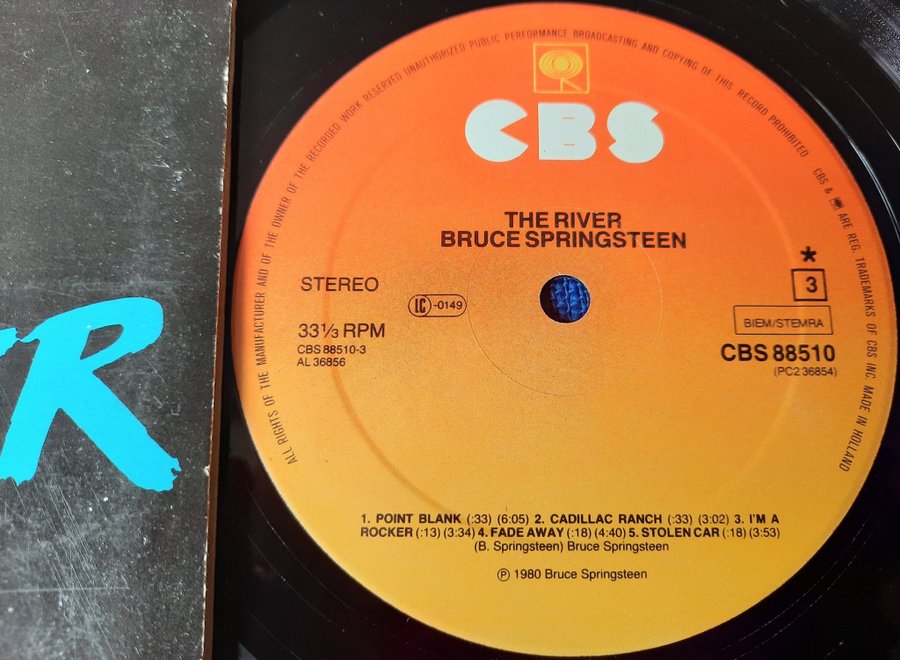 ER
ALL RIGHTS OF THE MANUFACTURER AND OF THE OWNER OF THE RECORDED WORK RESERVED UNAUTHORIZED PUBLIC PERFORMANCE BROADCASTING AND COPYING OF THIS RECORD PROHIBITED
CBS & ARE REG. TRADEMARKS OF CBS INC. MADE IN HOLLAND
CBS
THE RIVER
BRUCE SPRINGSTEEN
STEREO
LC-0149
33⅓ RPM
CBS 88510-3
AL 36856
*
3
BIEM/STEMRA
CBS 88510
(PC2 36854)
1. POINT BLANK (:33) (6:05) 2. CADILLAC RANCH (:33) (3:02) 3. I'M A
ROCKER (:13) (3:34) 4. FADE AWAY (:18) (4:40) 5. STOLEN CAR (:18) (3:53)
(B. Springsteen) Bruce Springsteen
Ⓟ 1980 Bruce Springsteen